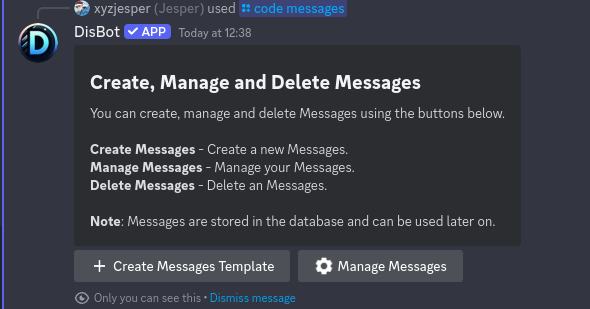 xyzjesper (Jesper) used code messages
DisBot APP Today at 12:38
Create, Manage and Delete Messages
You can create, manage and delete Messages using the buttons below.
Create Messages - Create a new Messages.
Manage Messages - Manage your Messages.
Delete Messages - Delete an Messages.
Note: Messages are stored in the database and can be used later on.
Create Messages Template Manage Messages
Only you can see this • Dismiss message